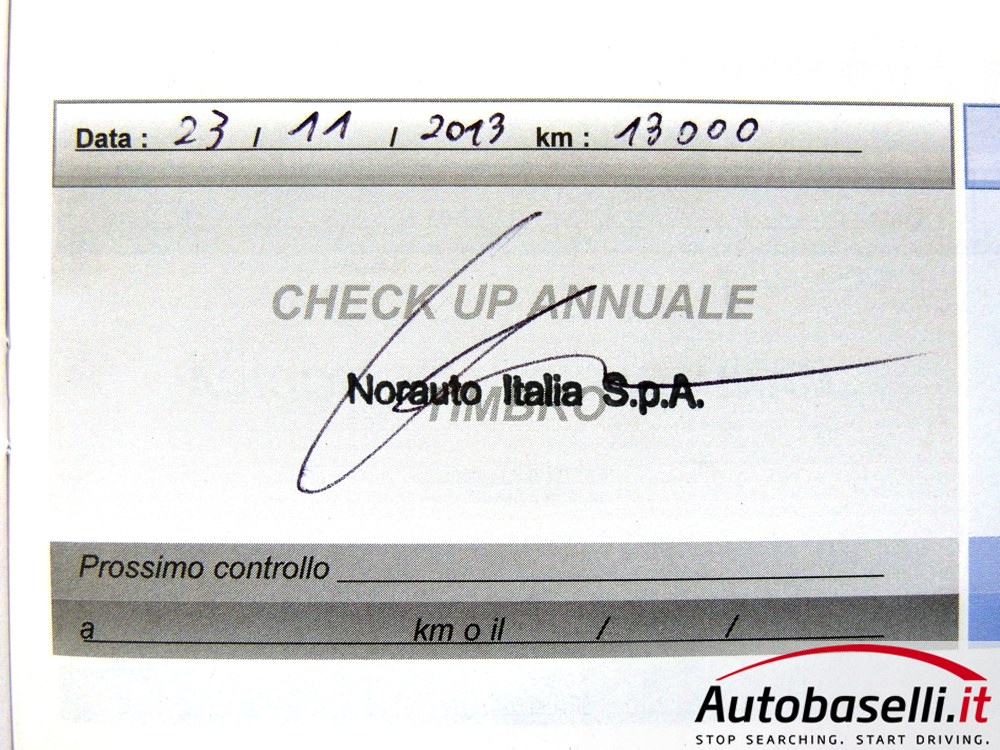 Data : 23 / 11 / 2013 km : 13000
CHECK UP ANNUALE
Norauto Italia S.p.A.
TIMBRO
Prossimo controllo
a km o il / /
Autobaselli.it
STOP SEARCHING. START DRIVING.